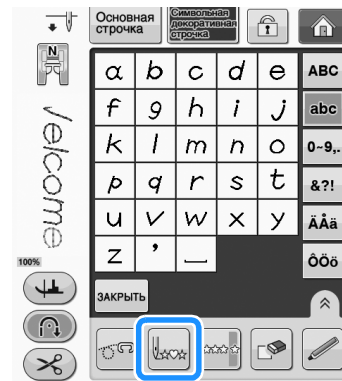 Основная
строчка
Символьная
декоративная
строчка
N
a b c d e
f g h i j
k l m n o
p q r s t
u v w x y
z ' _
ABC
abc
0~9,.
&?!
ÄÅä
ÔÖö
Welcome
100%
ЗАКРЫТЬ